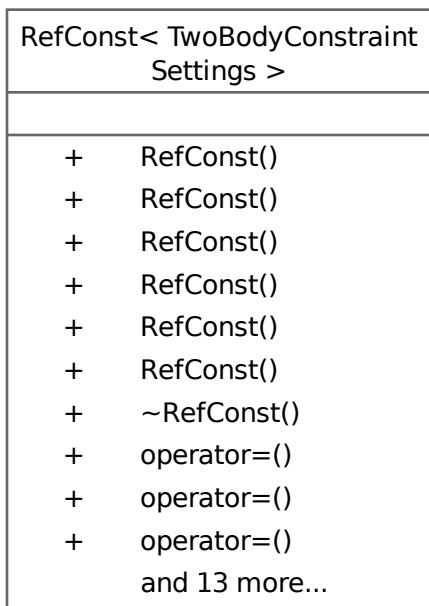 RefConst< TwoBodyConstraint
Settings >
+ RefConst()
+ RefConst()
+ RefConst()
+ RefConst()
+ RefConst()
+ RefConst()
+ ~RefConst()
+ operator=()
+ operator=()
+ operator=()
and 13 more...